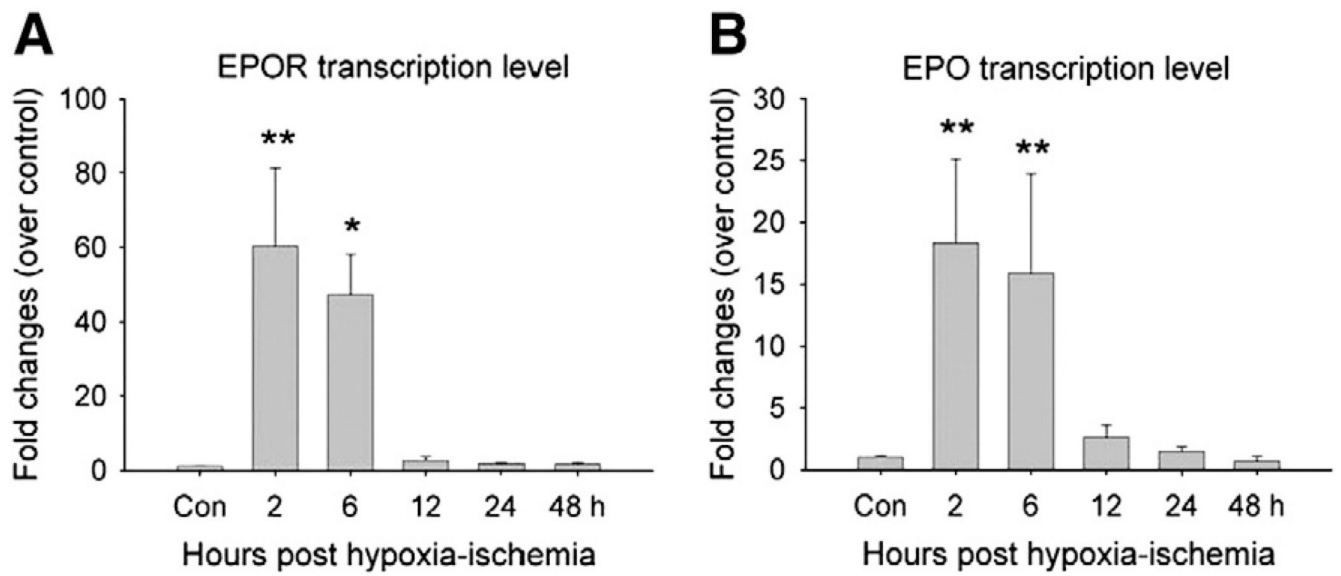 A
EPOR transcription level
Fold changes (over control)
100
80
60
40
20
0
**
*
Con 2 6 12 24 48 h
Hours post hypoxia-ischemia
B
EPO transcription level
Fold changes (over control)
30
25
20
15
10
5
0
**
**
Con 2 6 12 24 48 h
Hours post hypoxia-ischemia